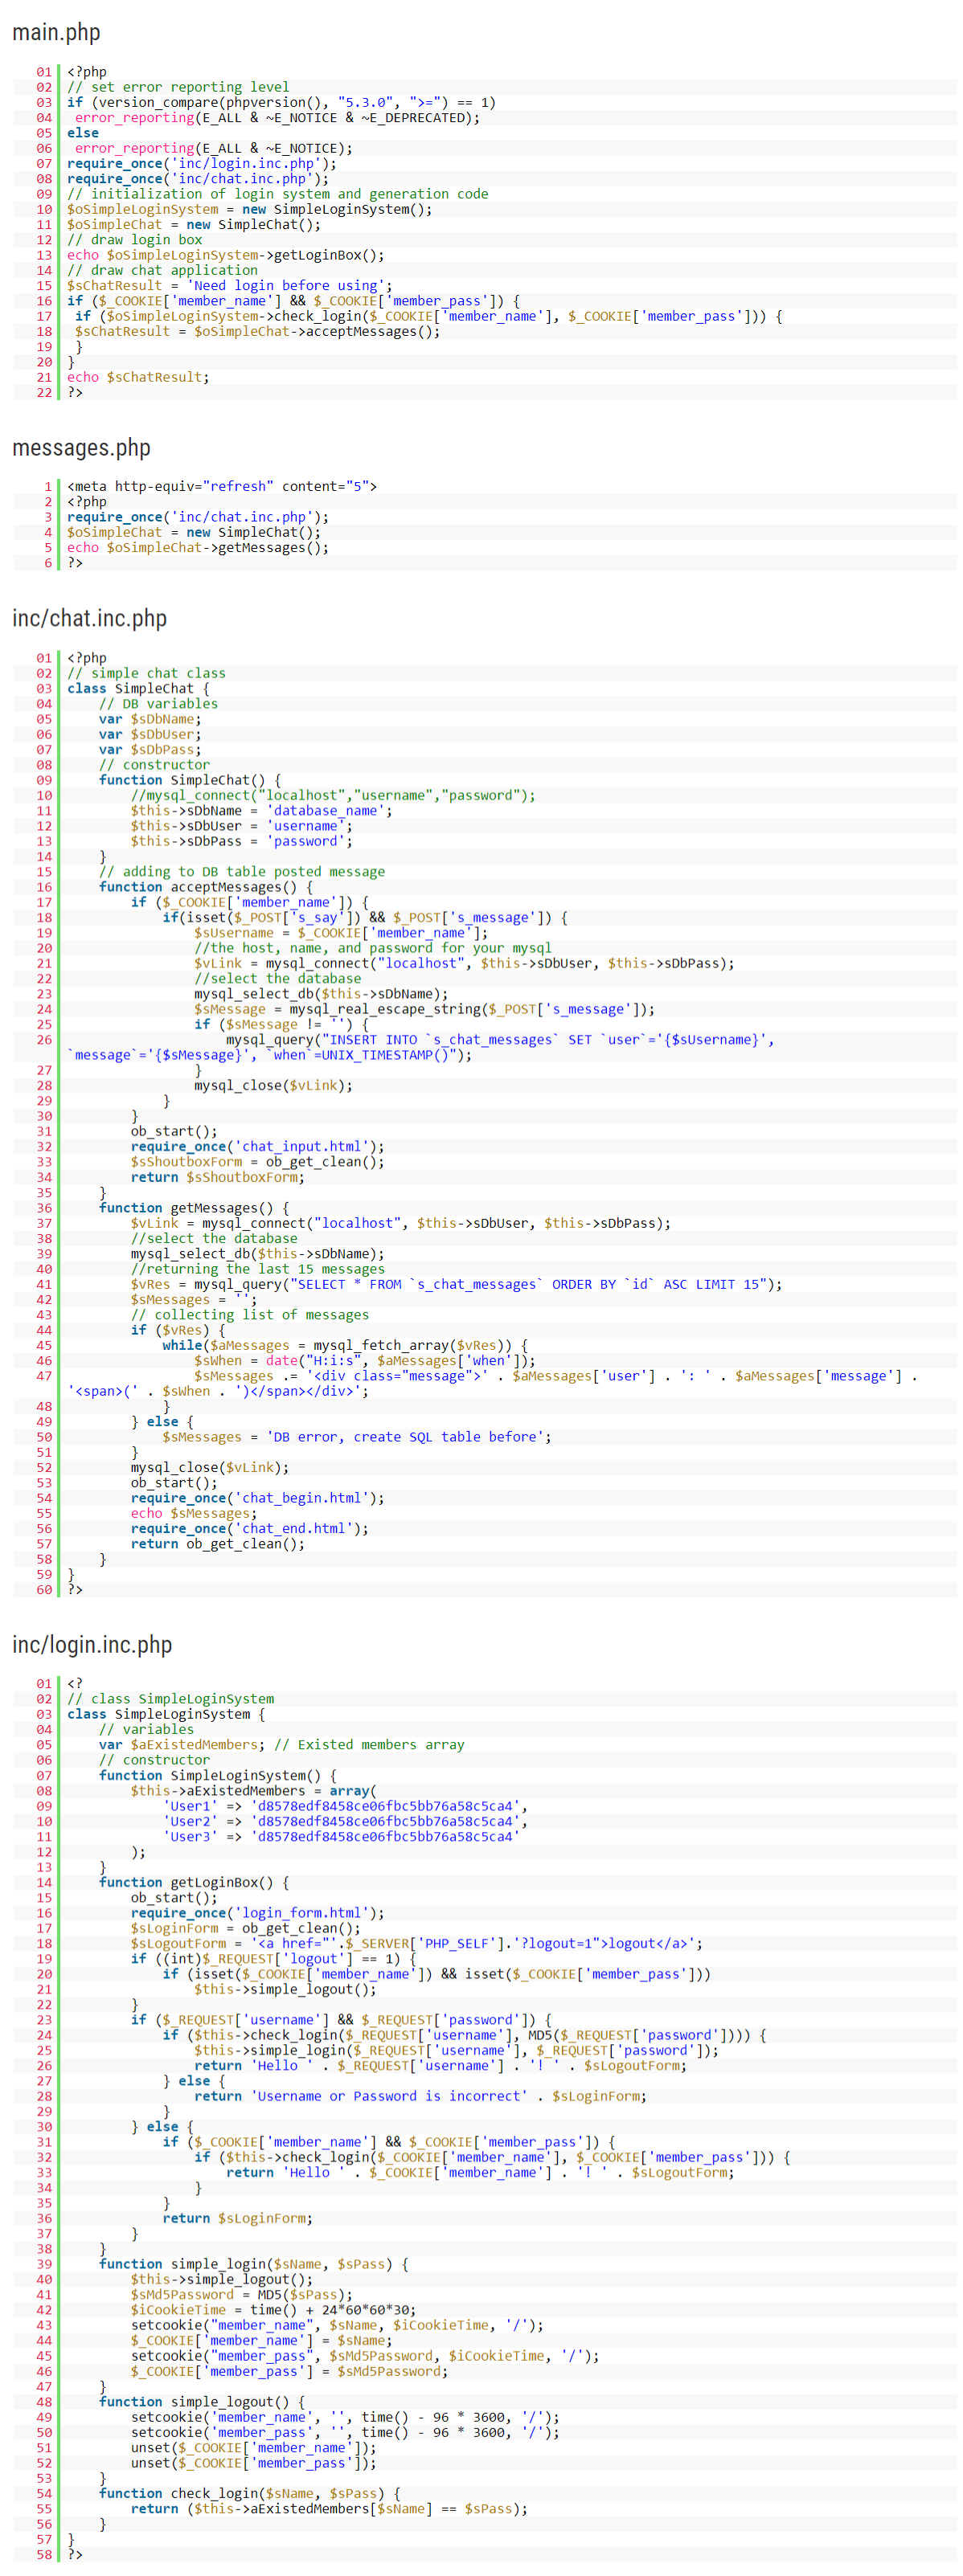 main.php
01 <?php
02 // set error reporting level
03 if (version_compare(phpversion(), "5.3.0", ">=") == 1)
04  error_reporting(E_ALL & ~E_NOTICE & ~E_DEPRECATED);
05 else
06  error_reporting(E_ALL & ~E_NOTICE);
07 require_once('inc/login.inc.php');
08 require_once('inc/chat.inc.php');
09 // initialization of login system and generation code
10 $oSimpleLoginSystem = new SimpleLoginSystem();
11 $oSimpleChat = new SimpleChat();
12 // draw login box
13 echo $oSimpleLoginSystem->getLoginBox();
14 // draw chat application
15 $sChatResult = 'Need login before using';
16 if ($_COOKIE['member_name'] && $_COOKIE['member_pass']) {
17  if ($oSimpleLoginSystem->check_login($_COOKIE['member_name'], $_COOKIE['member_pass'])) {
18  $sChatResult = $oSimpleChat->acceptMessages();
19  }
20 }
21 echo $sChatResult;
22 ?>
messages.php
1 <meta http-equiv="refresh" content="5">
2 <?php
3 require_once('inc/chat.inc.php');
4 $oSimpleChat = new SimpleChat();
5 echo $oSimpleChat->getMessages();
6 ?>
inc/chat.inc.php
01 <?php
02 // simple chat class
03 class SimpleChat {
04     // DB variables
05     var $sDbName;
06     var $sDbUser;
07     var $sDbPass;
08     // constructor
09     function SimpleChat() {
10         //mysql_connect("localhost","username","password");
11         $this->sDbName = 'database_name';
12         $this->sDbUser = 'username';
13         $this->sDbPass = 'password';
14     }
15     // adding to DB table posted message
16     function acceptMessages() {
17         if ($_COOKIE['member_name']) {
18             if(isset($_POST['s_say']) && $_POST['s_message']) {
19                 $sUsername = $_COOKIE['member_name'];
20                 //the host, name, and password for your mysql
21                 $vLink = mysql_connect("localhost", $this->sDbUser, $this->sDbPass);
22                 //select the database
23                 mysql_select_db($this->sDbName);
24                 $sMessage = mysql_real_escape_string($_POST['s_message']);
25                 if ($sMessage != '') {
26                     mysql_query("INSERT INTO `s_chat_messages` SET `user`='{$sUsername}',
`message`='{$sMessage}', `when`=UNIX_TIMESTAMP()");
27                 }
28                 mysql_close($vLink);
29             }
30         }
31         ob_start();
32         require_once('chat_input.html');
33         $sShoutboxForm = ob_get_clean();
34         return $sShoutboxForm;
35     }
36     function getMessages() {
37         $vLink = mysql_connect("localhost", $this->sDbUser, $this->sDbPass);
38         //select the database
39         mysql_select_db($this->sDbName);
40         //returning the last 15 messages
41         $vRes = mysql_query("SELECT * FROM `s_chat_messages` ORDER BY `id` ASC LIMIT 15");
42         $sMessages = '';
43         // collecting list of messages
44         if ($vRes) {
45             while($aMessages = mysql_fetch_array($vRes)) {
46                 $sWhen = date("H:i:s", $aMessages['when']);
47                 $sMessages .= '<div class="message">' . $aMessages['user'] . ': ' . $aMessages['message'] .
'<span>(' . $sWhen . ')</span></div>';
48             }
49         } else {
50             $sMessages = 'DB error, create SQL table before';
51         }
52         mysql_close($vLink);
53         ob_start();
54         require_once('chat_begin.html');
55         echo $sMessages;
56         require_once('chat_end.html');
57         return ob_get_clean();
58     }
59 }
60 ?>
inc/login.inc.php
01 <?
02 // class SimpleLoginSystem
03 class SimpleLoginSystem {
04     // variables
05     var $aExistedMembers; // Existed members array
06     // constructor
07     function SimpleLoginSystem() {
08         $this->aExistedMembers = array(
09             'User1' => 'd8578edf8458ce06fbc5bb76a58c5ca4',
10             'User2' => 'd8578edf8458ce06fbc5bb76a58c5ca4',
11             'User3' => 'd8578edf8458ce06fbc5bb76a58c5ca4'
12         );
13     }
14     function getLoginBox() {
15         ob_start();
16         require_once('login_form.html');
17         $sLoginForm = ob_get_clean();
18         $sLogoutForm = '<a href="'.$_SERVER['PHP_SELF'].'?logout=1">logout</a>';
19         if ((int)$_REQUEST['logout'] == 1) {
20             if (isset($_COOKIE['member_name']) && isset($_COOKIE['member_pass']))
21                 $this->simple_logout();
22         }
23         if ($_REQUEST['username'] && $_REQUEST['password']) {
24             if ($this->check_login($_REQUEST['username'], MD5($_REQUEST['password']))) {
25                 $this->simple_login($_REQUEST['username'], $_REQUEST['password']);
26                 return 'Hello ' . $_REQUEST['username'] . '! ' . $sLogoutForm;
27             } else {
28                 return 'Username or Password is incorrect' . $sLoginForm;
29             }
30         } else {
31             if ($_COOKIE['member_name'] && $_COOKIE['member_pass']) {
32                 if ($this->check_login($_COOKIE['member_name'], $_COOKIE['member_pass'])) {
33                     return 'Hello ' . $_COOKIE['member_name'] . '! ' . $sLogoutForm;
34                 }
35             }
36             return $sLoginForm;
37         }
38     }
39     function simple_login($sName, $sPass) {
40         $this->simple_logout();
41         $sMd5Password = MD5($sPass);
42         $iCookieTime = time() + 24*60*60*30;
43         setcookie("member_name", $sName, $iCookieTime, '/');
44         $_COOKIE['member_name'] = $sName;
45         setcookie("member_pass", $sMd5Password, $iCookieTime, '/');
46         $_COOKIE['member_pass'] = $sMd5Password;
47     }
48     function simple_logout() {
49         setcookie('member_name', '', time() - 96 * 3600, '/');
50         setcookie('member_pass', '', time() - 96 * 3600, '/');
51         unset($_COOKIE['member_name']);
52         unset($_COOKIE['member_pass']);
53     }
54     function check_login($sName, $sPass) {
55         return ($this->aExistedMembers[$sName] == $sPass);
56     }
57 }
58 ?>